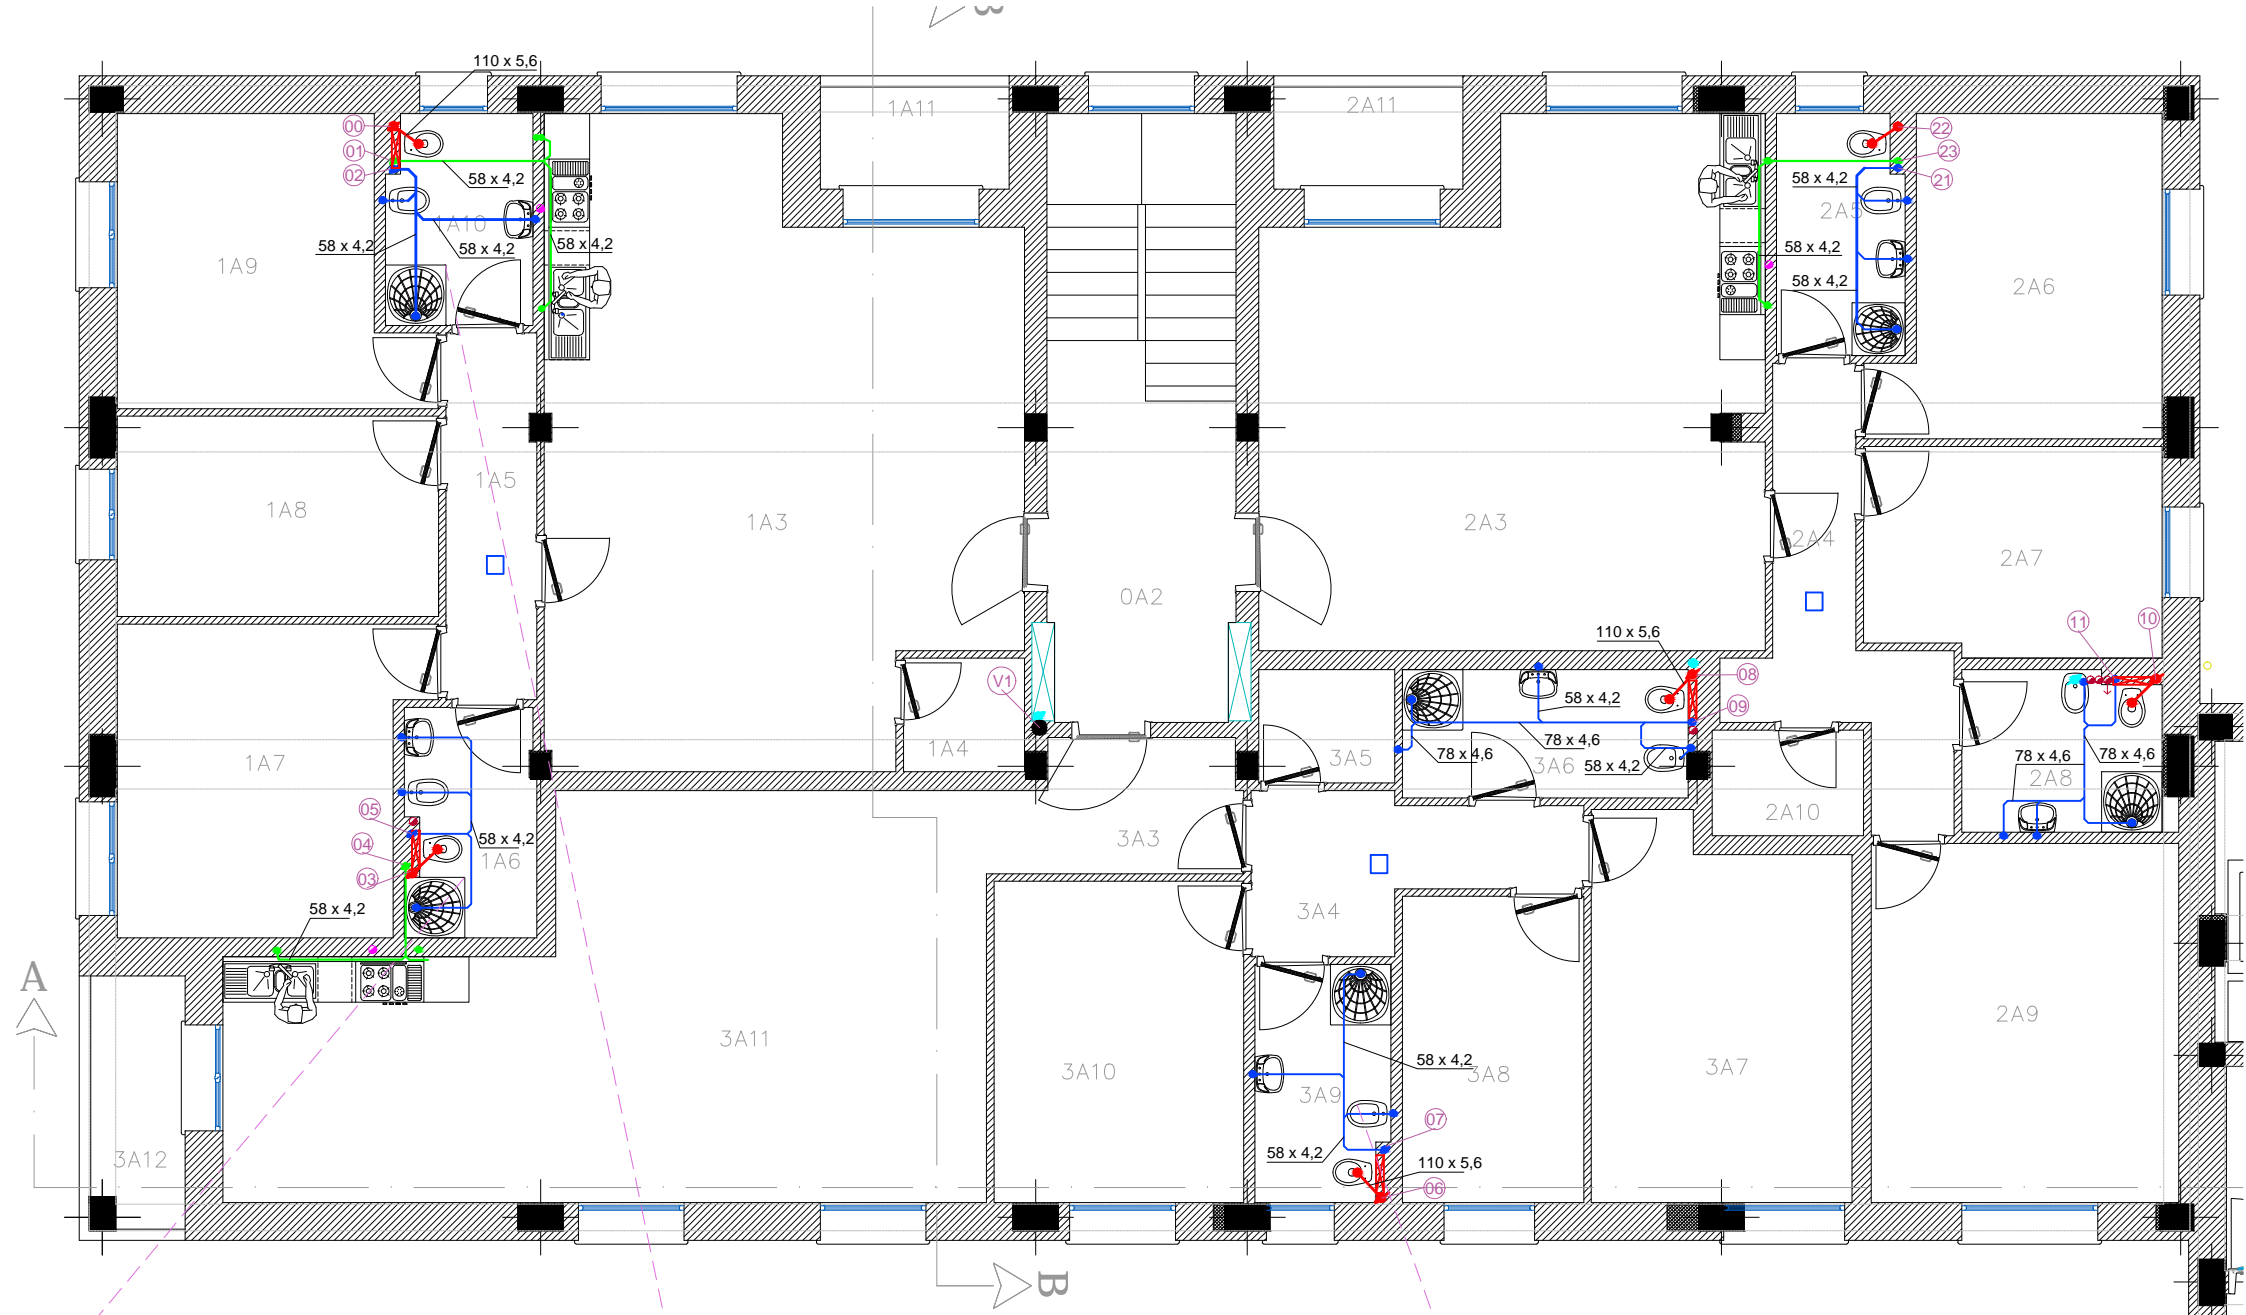 B
110 x 5,6
1A11
2A11
00
01
02
22
23
21
58 x 4,2
58 x 4,2
1A10
2A5
58 x 4,2
58 x 4,2
58 x 4,2
58 x 4,2
58 x 4,2
1A9
2A6
1A5
1A8
1A3
2A3
2A4
2A7
0A2
110 x 5,6
11
10
V1
08
09
58 x 4,2
1A4
78 x 4,6
78 x 4,6
78 x 4,6
78 x 4,6
3A5
3A6
58 x 4,2
2A8
1A7
05
04
03
58 x 4,2
1A6
3A3
2A10
58 x 4,2
3A4
A
3A11
3A10
58 x 4,2
3A8
3A7
2A9
3A9
07
58 x 4,2
110 x 5,6
06
3A12
B